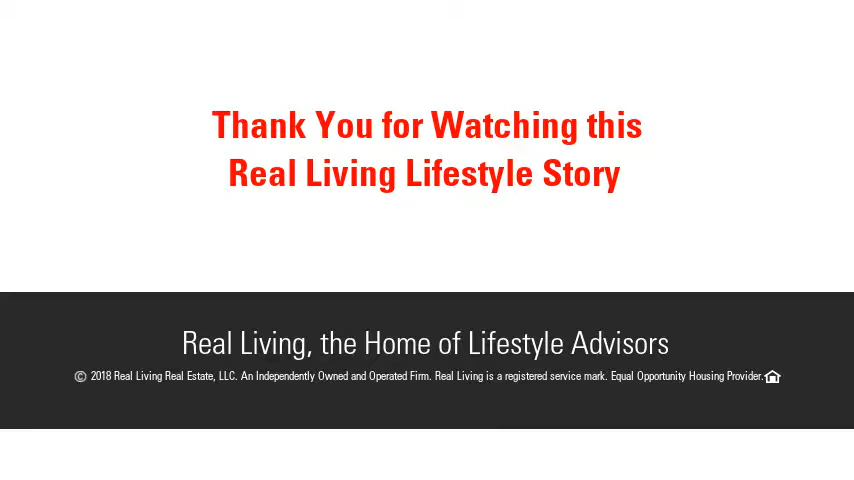 Thank You for Watching this
Real Living Lifestyle Story
Real Living, the Home of Lifestyle Advisors
© 2018 Real Living Real Estate, LLC. An Independently Owned and Operated Firm. Real Living is a registered service mark. Equal Opportunity Housing Provider.